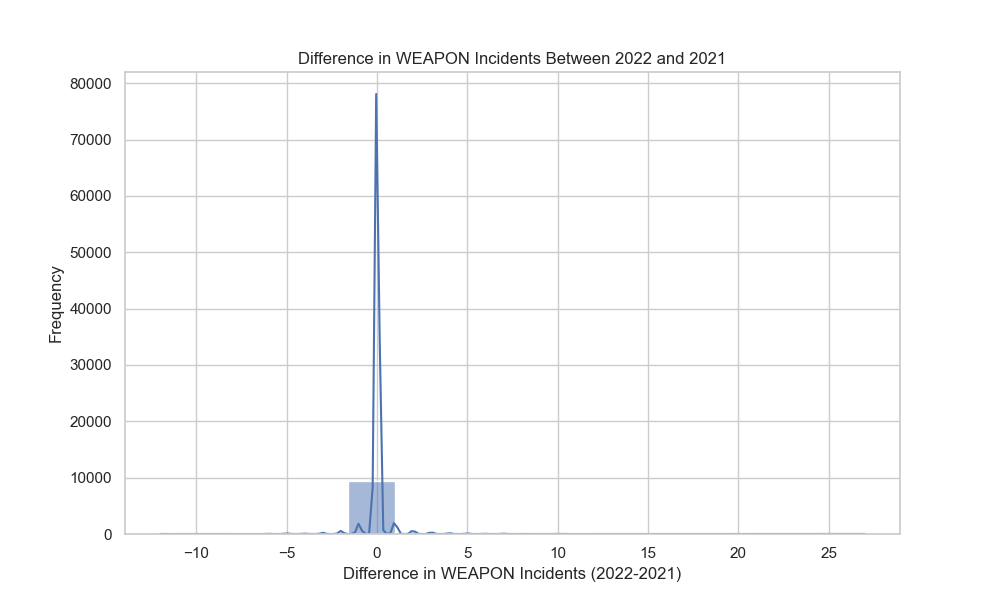 Difference in WEAPON Incidents Between 2022 and 2021
80000
70000
60000
50000
40000
30000
20000
10000
0
Frequency
−10 −5 0 5 10 15 20 25
Difference in WEAPON Incidents (2022-2021)